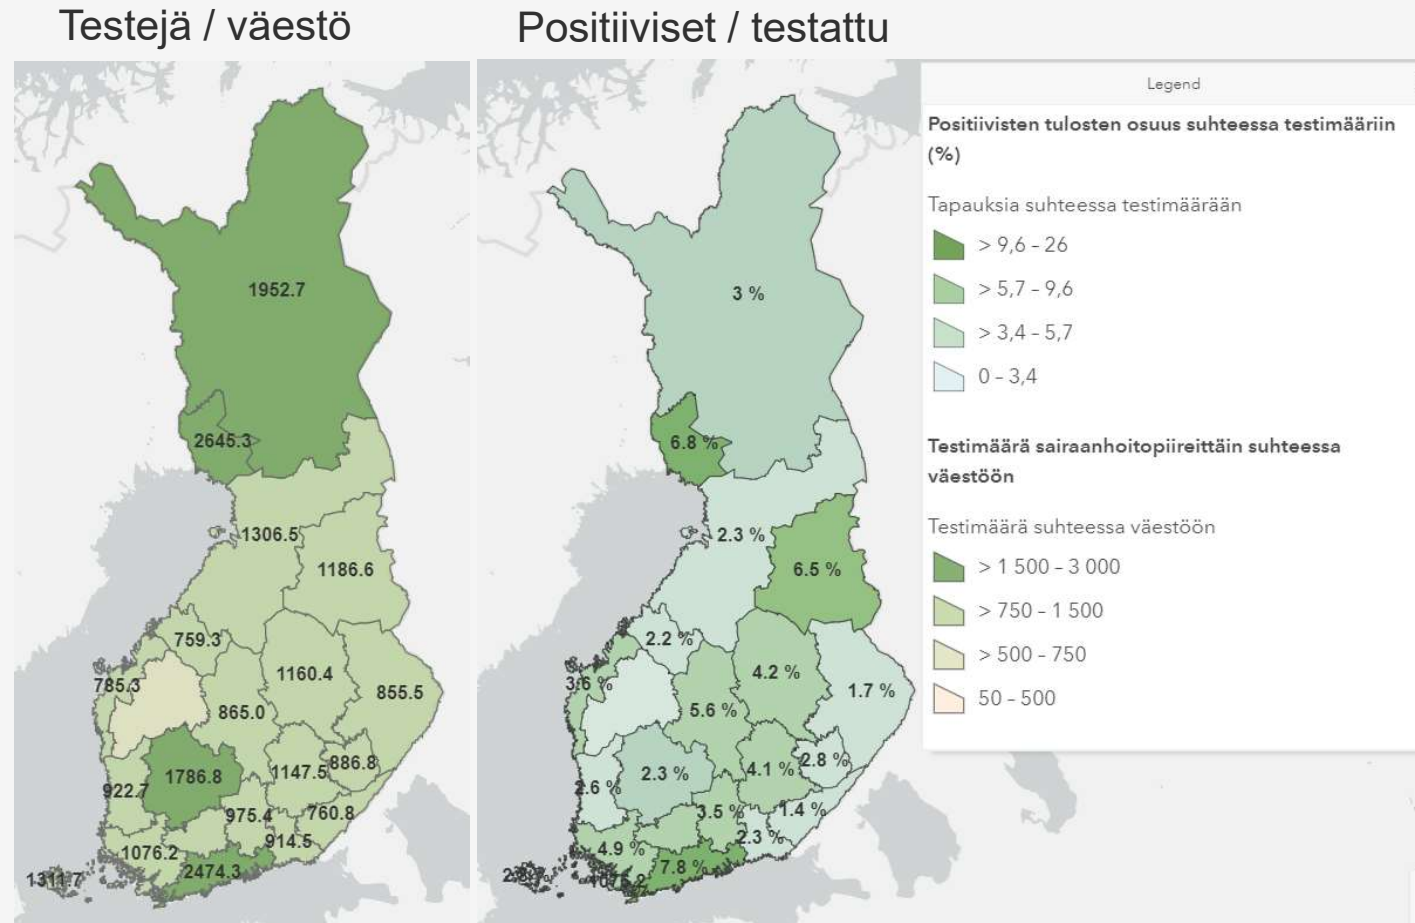 Testejä / väestö
Positiiviset / testattu
1952.7
2645.3
1306.5
1186.6
759.3
1160.4
785.3
855.5
865.0
886.8
1147.5
1786.8
922.7
975.4
760.8
914.5
1076.2
2474.3
1311.7
3 %
6.8 %
2.3 %
6.5 %
2.2 %
4.2 %
3.6 %
1.7 %
5.6 %
2.8 %
4.1 %
2.3 %
2.6 %
3.5 %
1.4 %
2.3 %
4.9 %
7.8 %
Legend
Positiivisten tulosten osuus suhteessa testimääriin
(%)
Tapauksia suhteessa testimäärään
> 9,6 - 26
> 5,7 - 9,6
> 3,4 - 5,7
0 - 3,4
Testimäärä sairaanhoitopiireittäin suhteessa
väestöön
Testimäärä suhteessa väestöön
> 1 500 - 3 000
> 750 - 1 500
> 500 - 750
50 - 500